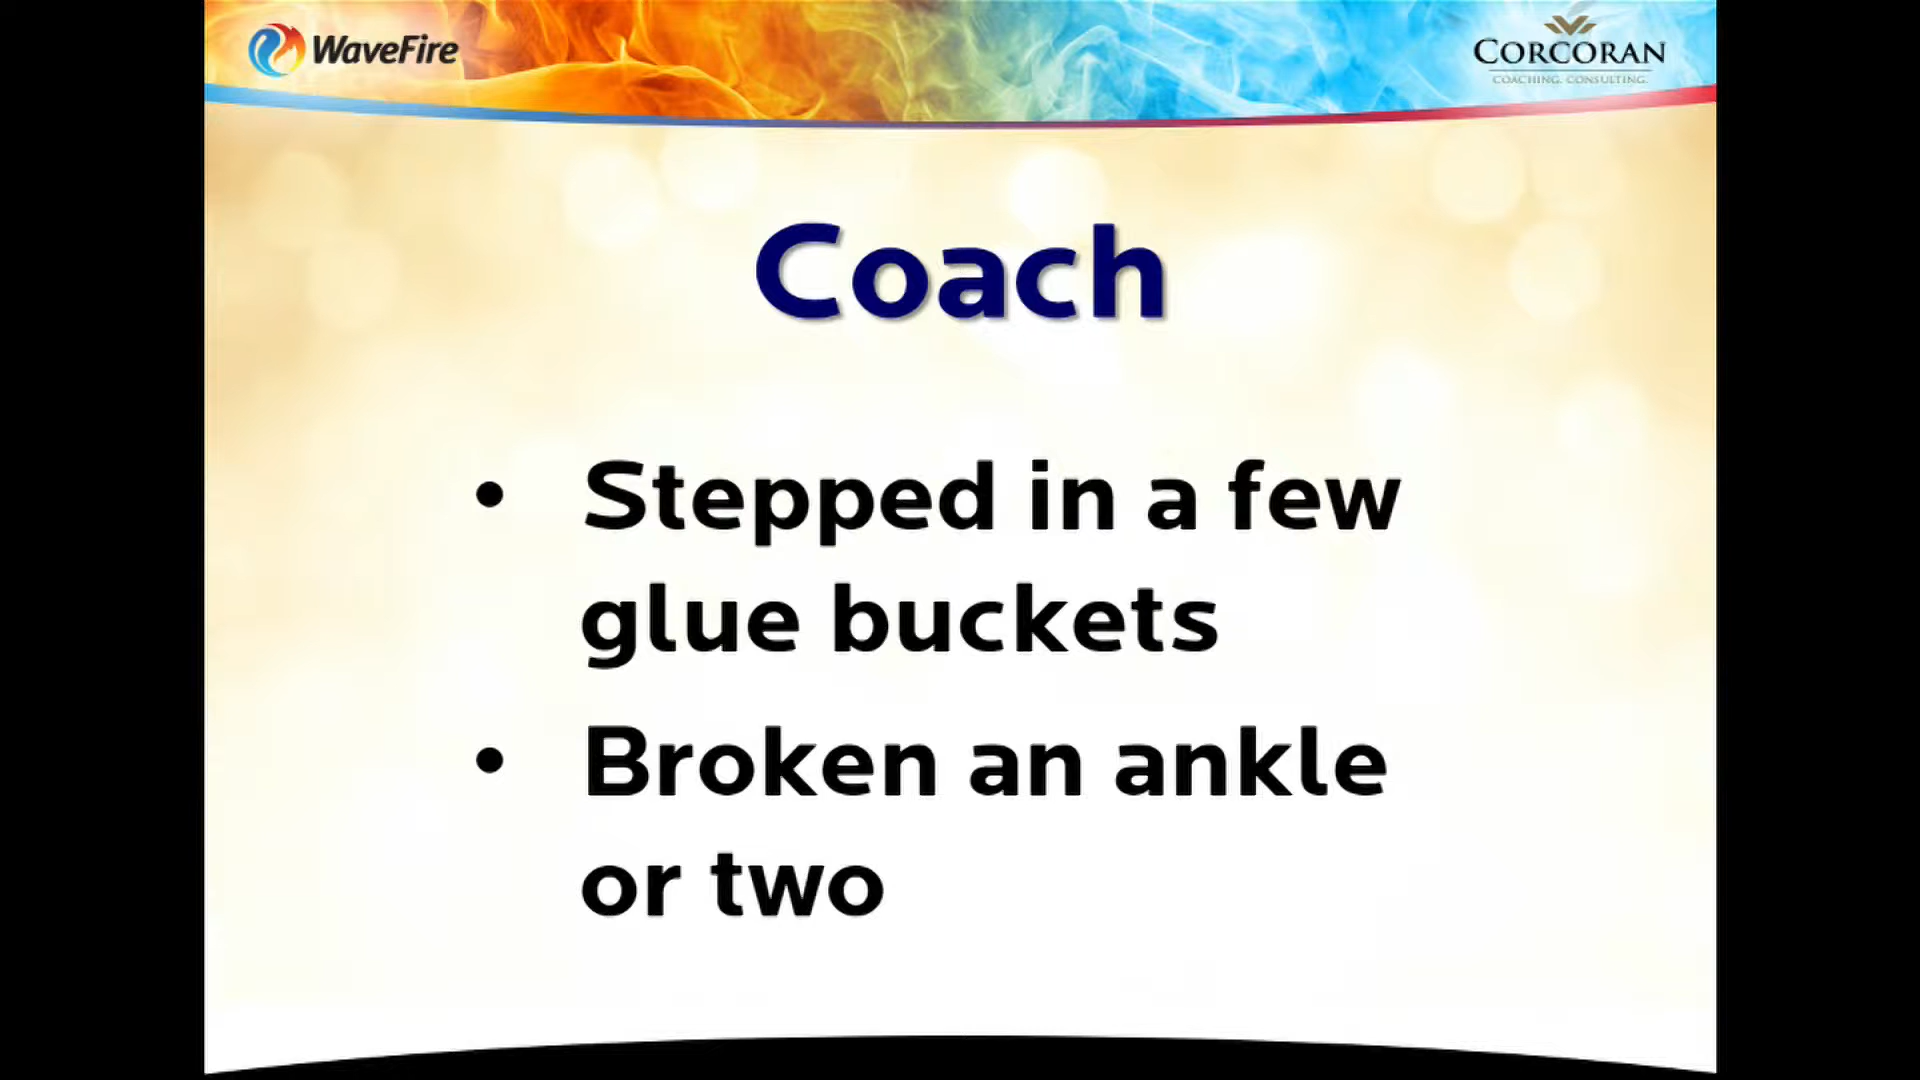 WaveFire
CORCORAN
COACHING. CONSULTING.
Coach
• Stepped in a few
glue buckets
• Broken an ankle
or two